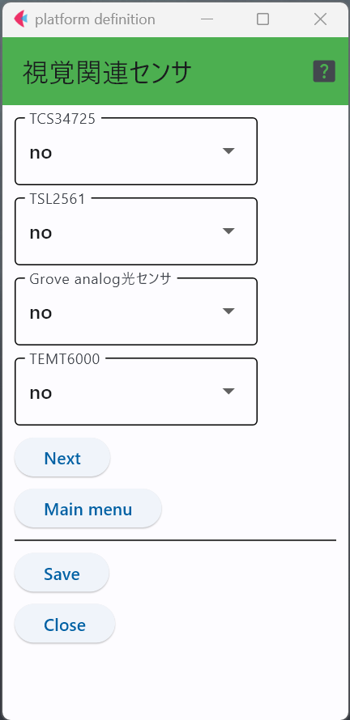 platform definition
視覚関連センサ
?
TCS34725
no
TSL2561
no
Grove analog光センサ
no
TEMT6000
no
Next
Main menu
Save
Close